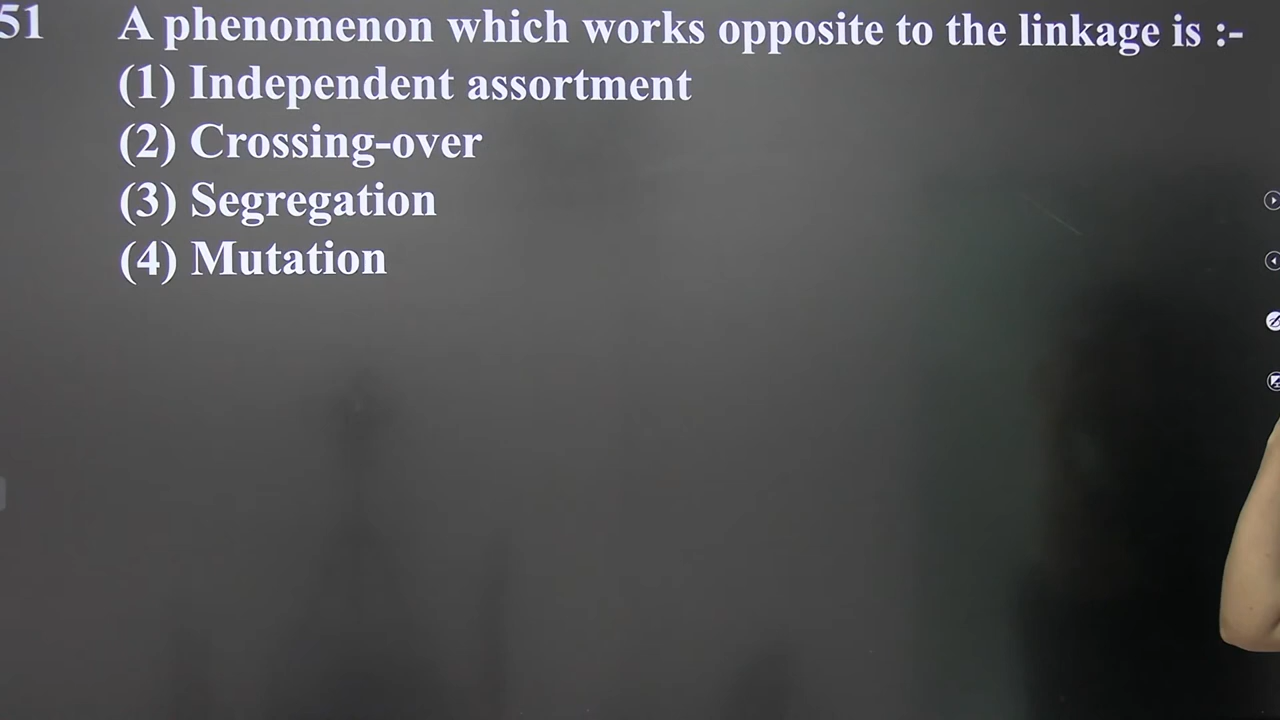 51 A phenomenon which works opposite to the linkage is :-
(1) Independent assortment
(2) Crossing-over
(3) Segregation
(4) Mutation